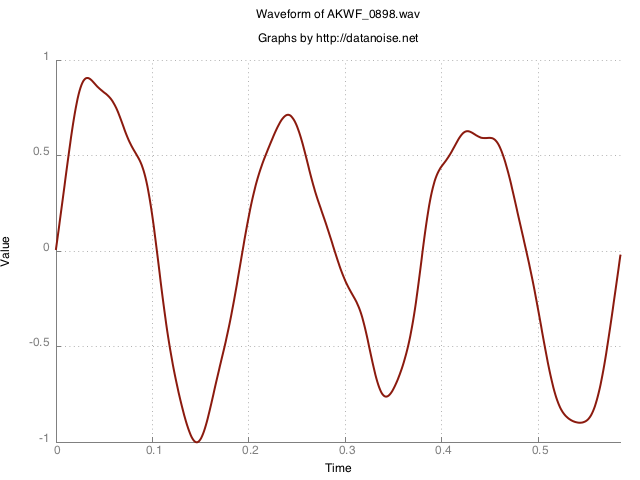 Waveform of AKWF_0898.wav
Graphs by http://datanoise.net
1
0.5
0
-0.5
-1
Value
0 0.1 0.2 0.3 0.4 0.5
Time